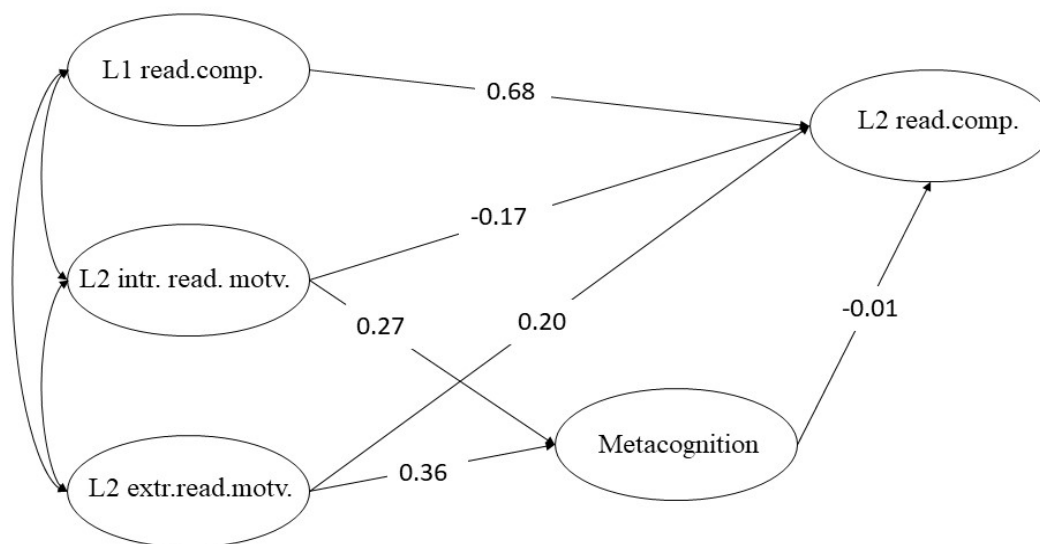 L1 read.comp.
0.68
L2 read.comp.
-0.17
L2 intr. read. motv.
0.27
0.20
-0.01
Metacognition
L2 extr.read.motv.
0.36